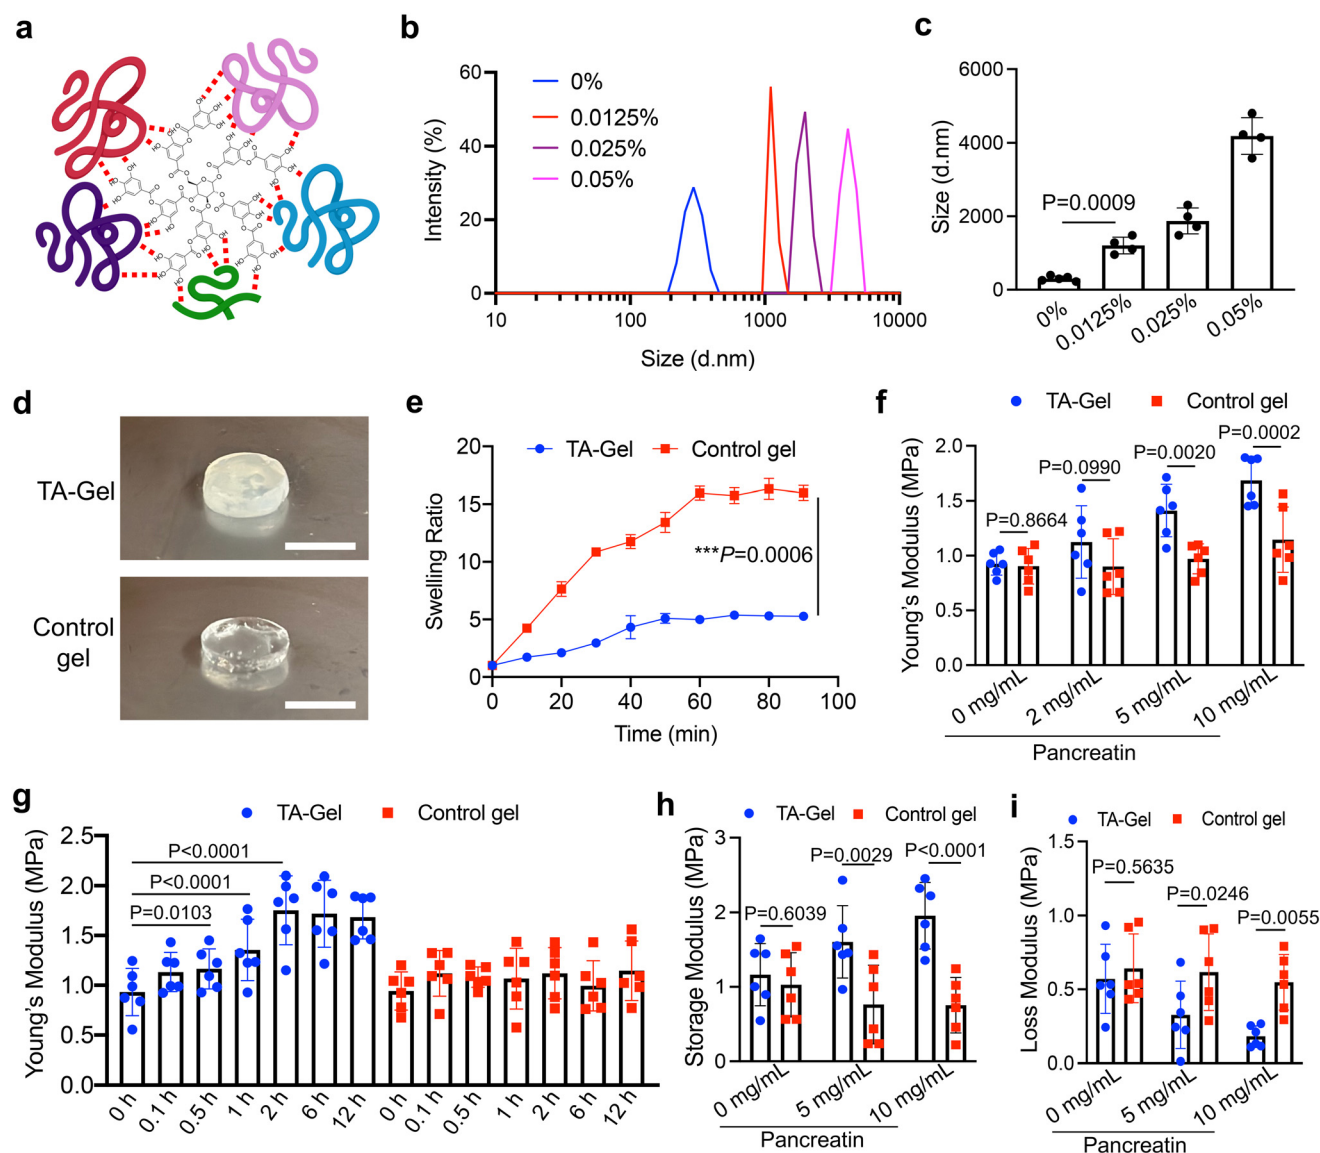 a
b
60
40
20
0
Intensity (%)
0%
0.0125%
0.025%
0.05%
10
100
1000
10000
Size (d.nm)
c
6000
4000
2000
0
Size (d.nm)
P=0.0009
0%
0.0125%
0.025%
0.05%
d
TA-Gel
Control
gel
e
TA-Gel
Control gel
20
15
10
5
0
Swelling Ratio
***P=0.0006
0
20
40
60
80
100
Time (min)
f
TA-Gel
Control gel
2.0
1.5
1.0
0.5
0.0
Young's Modulus (MPa)
P=0.8664
P=0.0990
P=0.0020
P=0.0002
0 mg/mL
2 mg/mL
5 mg/mL
10 mg/mL
Pancreatin
g
TA-Gel
Control gel
2.5
2.0
1.5
1.0
0.5
0.0
Young's Modulus (MPa)
P<0.0001
P<0.0001
P=0.0103
0 h
0.1 h
0.5 h
1 h
2 h
6 h
12 h
0 h
0.1 h
0.5 h
1 h
2 h
6 h
12 h
h
TA-Gel
Control gel
3
2
1
0
Storage Modulus (MPa)
P=0.6039
P=0.0029
P<0.0001
0 mg/mL
5 mg/mL
10 mg/mL
Pancreatin
i
TA-Gel
Control gel
1.5
1.0
0.5
0.0
Loss Modulus (MPa)
P=0.5635
P=0.0246
P=0.0055
0 mg/mL
5 mg/mL
10 mg/mL
Pancreatin